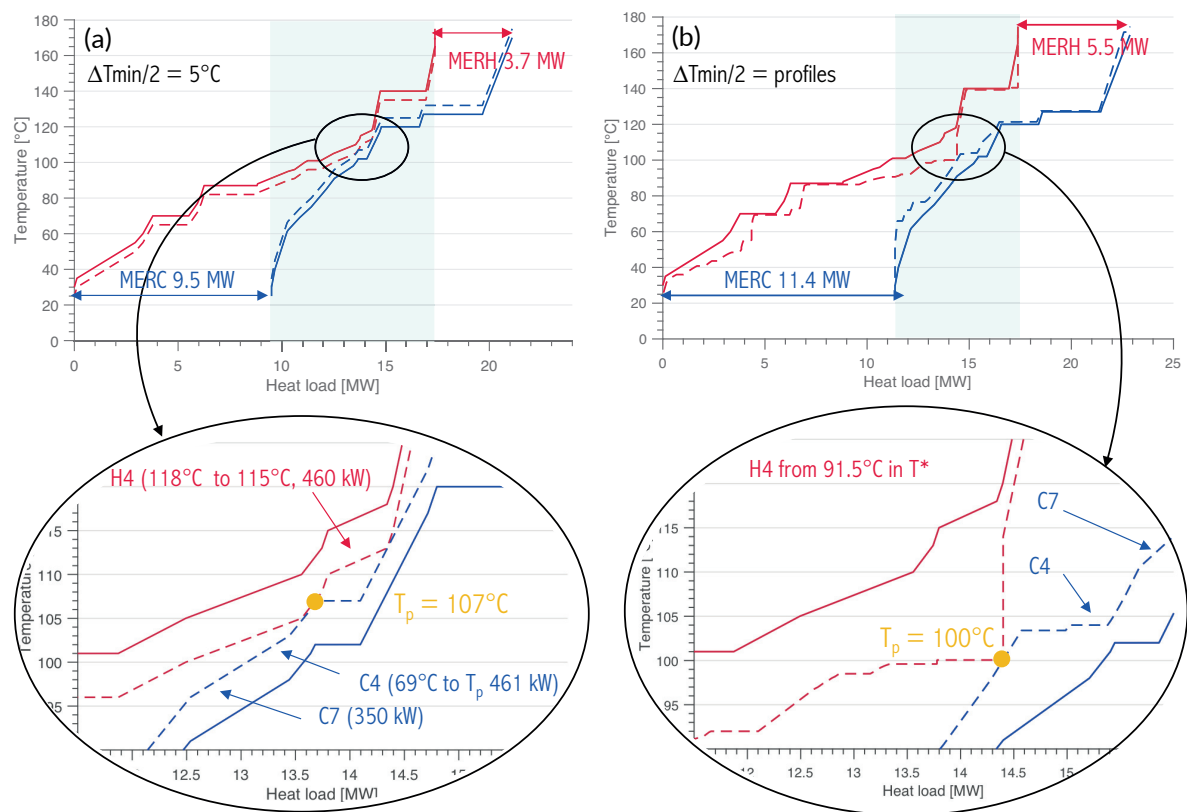 (a)
ΔTmin/2 = 5°C
MERH 3.7 MW
MERC 9.5 MW
Temperature [°C]
180
160
140
120
100
80
60
40
20
0
0
5
10
15
20
Heat load [MW]
(b)
ΔTmin/2 = profiles
MERH 5.5 MW
MERC 11.4 MW
Temperature [°C]
180
160
140
120
100
80
60
40
20
0
0
5
10
15
20
25
Heat load [MW]
H4 (118°C to 115°C, 460 kW)
Tp = 107°C
C4 (69°C to Tp 461 kW)
C7 (350 kW)
Temperature
15
110
105
100
95
12.5
13
13.5
14
14.5
15
Heat load [MW]
H4 from 91.5°C in T*
C7
C4
Tp = 100°C
Temperature [°C]
115
110
105
100
95
12.5
13
13.5
14
14.5
15
Heat load [MW]